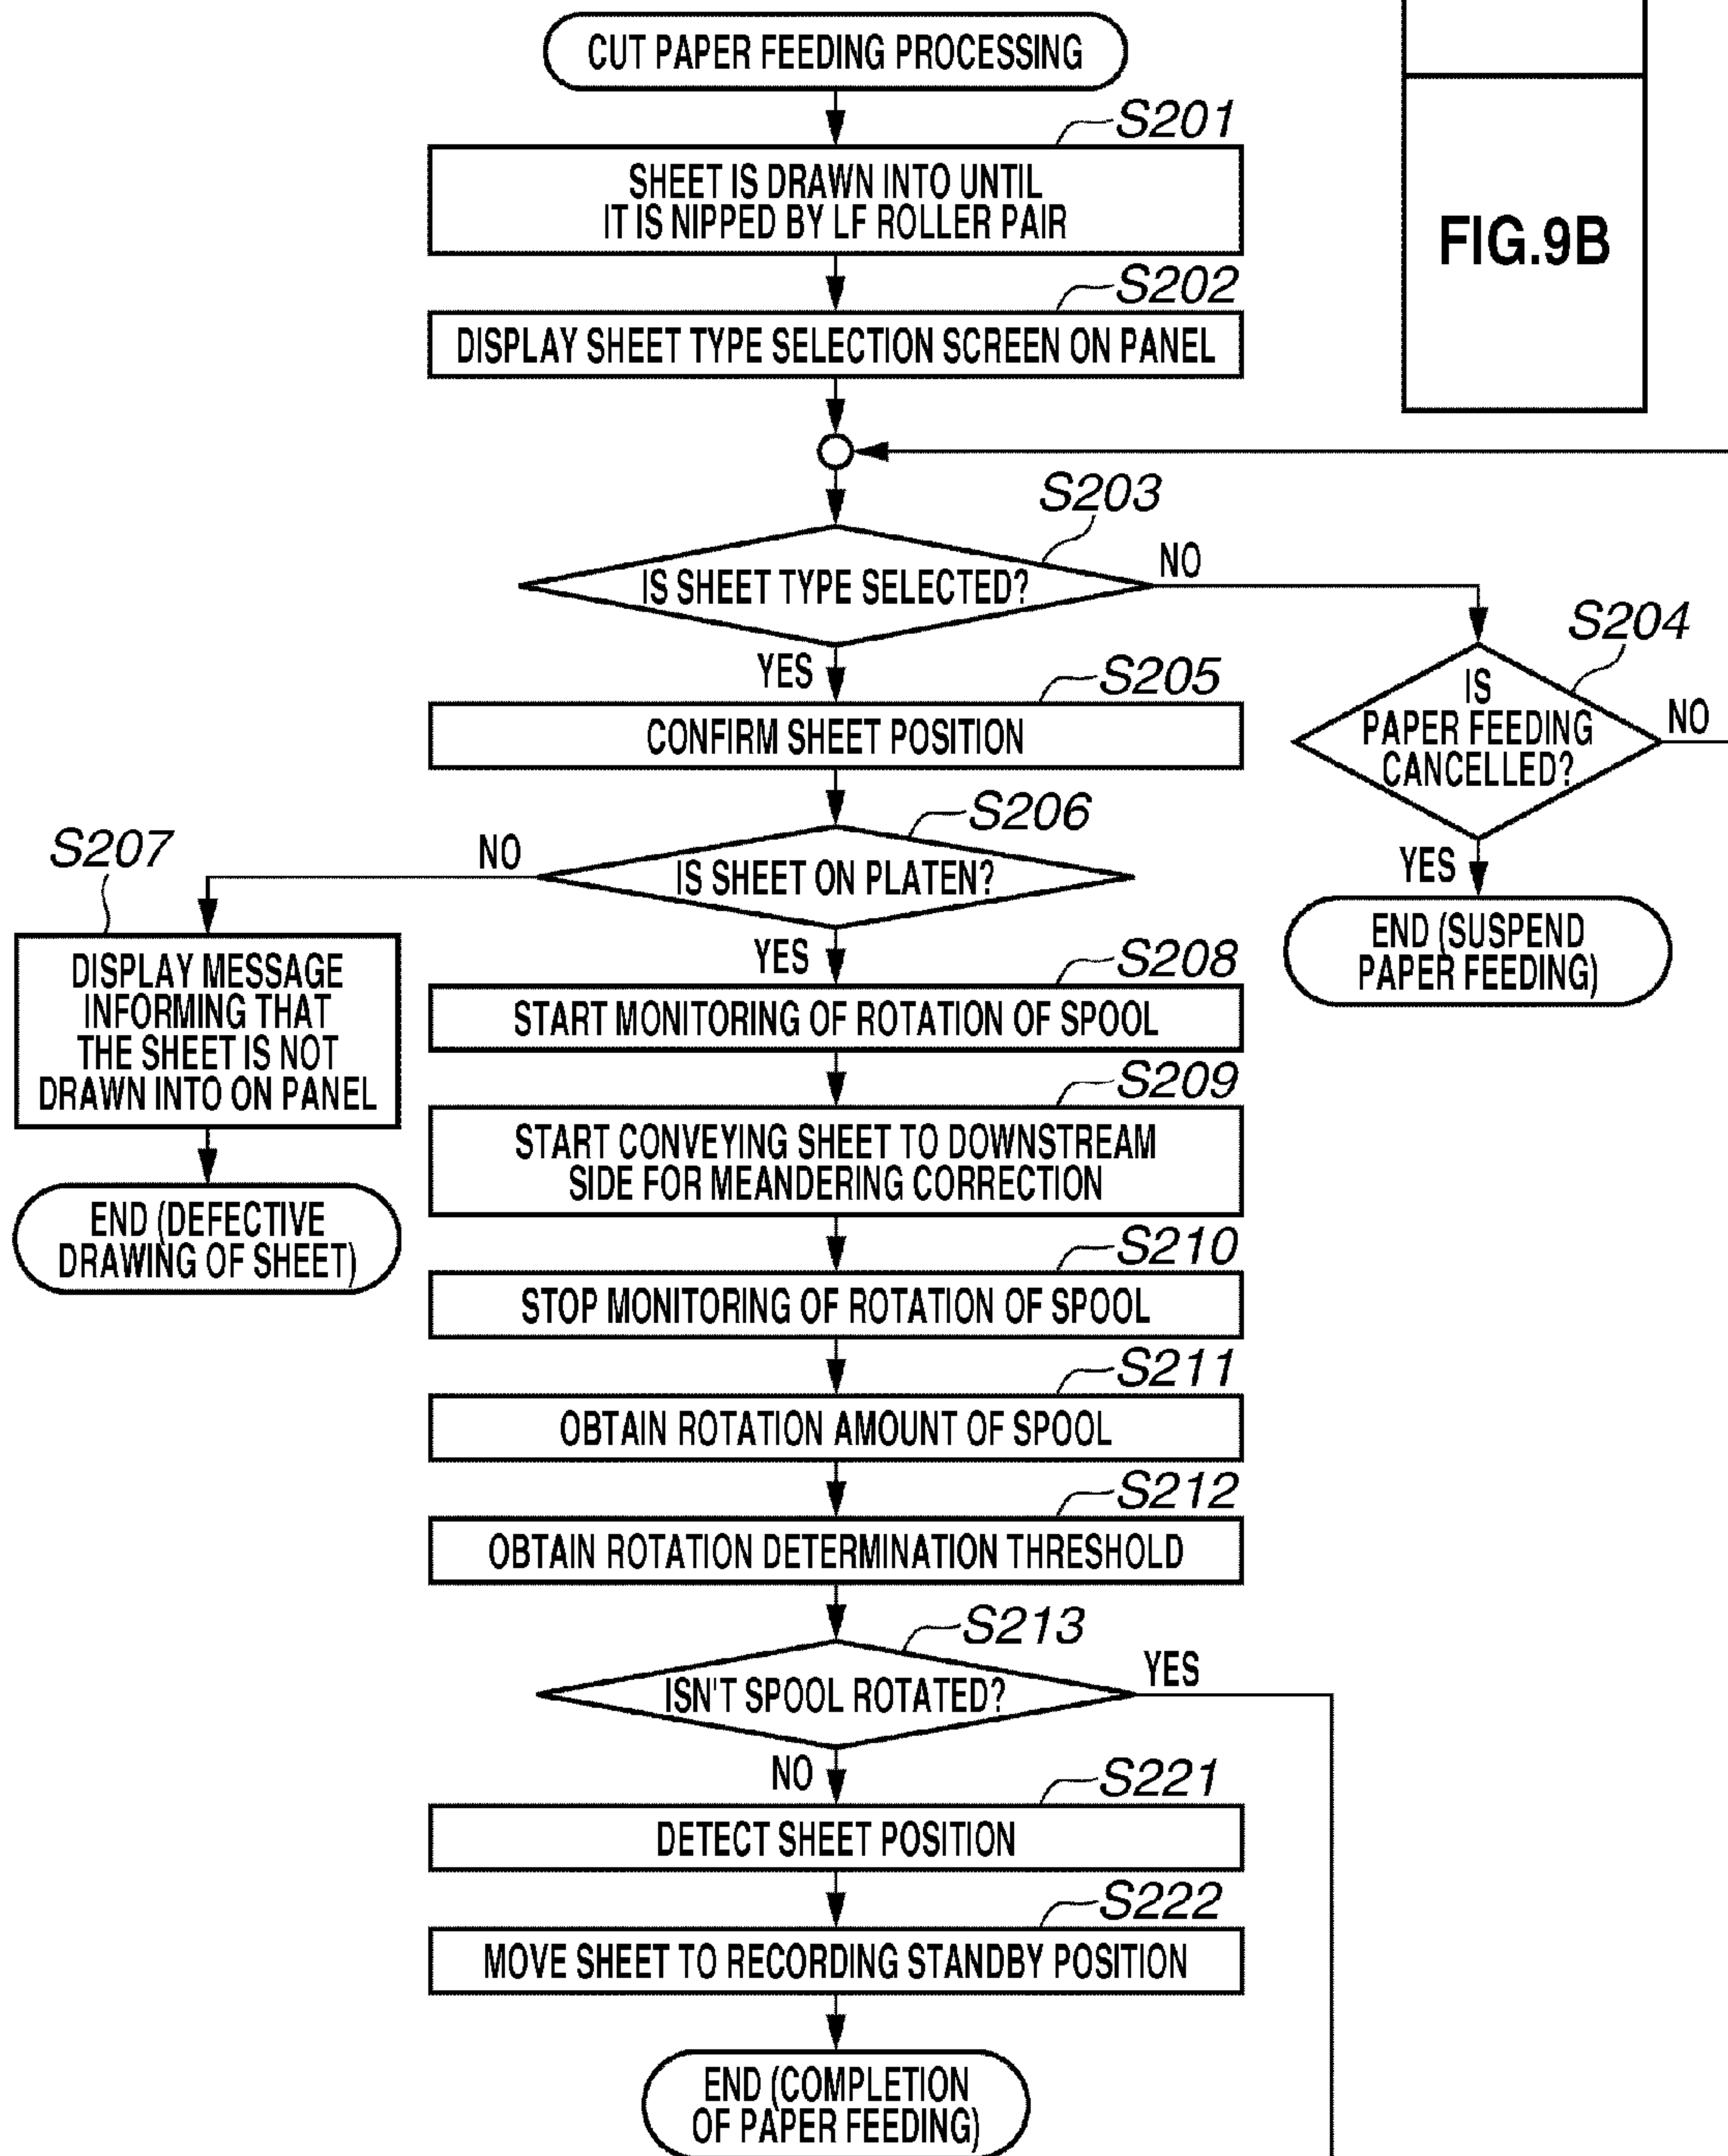 CUT PAPER FEEDING PROCESSING
S201
SHEET IS DRAWN INTO UNTIL
IT IS NIPPED BY LF ROLLER PAIR
S202
DISPLAY SHEET TYPE SELECTION SCREEN ON PANEL
FIG.9B
S203
IS SHEET TYPE SELECTED?
NO
YES
S204
IS
PAPER FEEDING
CANCELLED?
NO
YES
END (SUSPEND
PAPER FEEDING)
S205
CONFIRM SHEET POSITION
S206
IS SHEET ON PLATEN?
NO
YES
S207
DISPLAY MESSAGE
INFORMING THAT
THE SHEET IS NOT
DRAWN INTO ON PANEL
END (DEFECTIVE
DRAWING OF SHEET)
S208
START MONITORING OF ROTATION OF SPOOL
S209
START CONVEYING SHEET TO DOWNSTREAM
SIDE FOR MEANDERING CORRECTION
S210
STOP MONITORING OF ROTATION OF SPOOL
S211
OBTAIN ROTATION AMOUNT OF SPOOL
S212
OBTAIN ROTATION DETERMINATION THRESHOLD
S213
ISN'T SPOOL ROTATED?
YES
NO
S221
DETECT SHEET POSITION
S222
MOVE SHEET TO RECORDING STANDBY POSITION
END (COMPLETION
OF PAPER FEEDING)